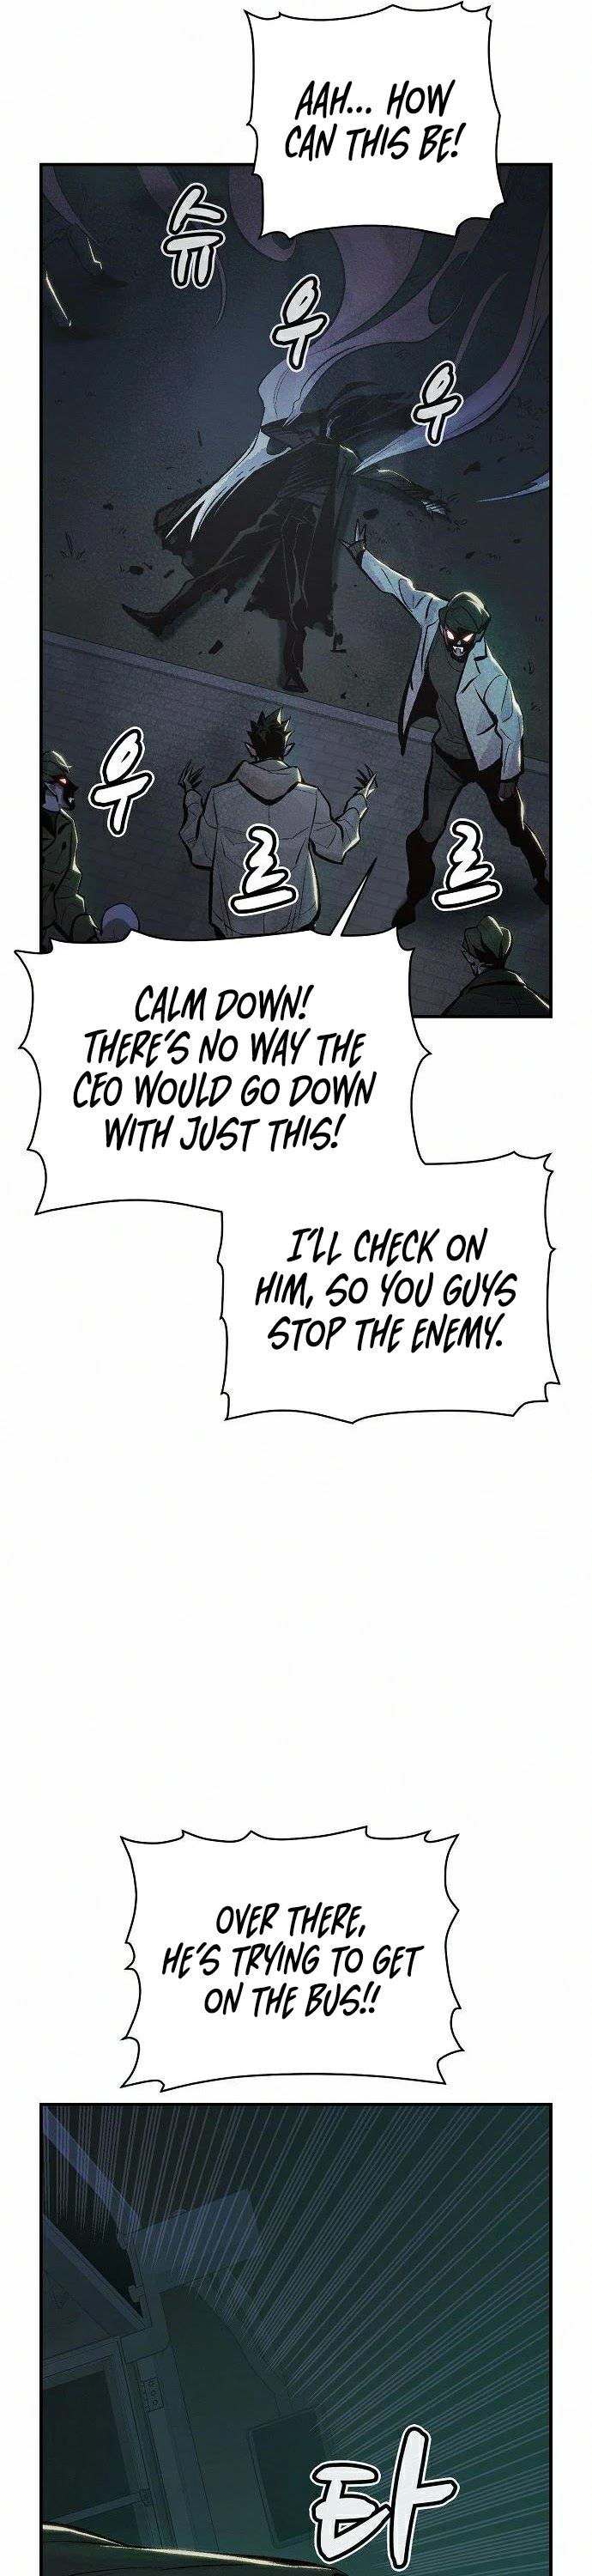 AAH... HOW
CAN THIS BE!
슈
우
우
우
르
르
CALM DOWN!
THERE'S NO WAY THE
CEO WOULD GO DOWN
WITH JUST THIS!
I'LL CHECK ON
HIM, SO YOU GUYS
STOP THE ENEMY.
OVER THERE,
HE'S TRYING TO GET
ON THE BUS!!
타